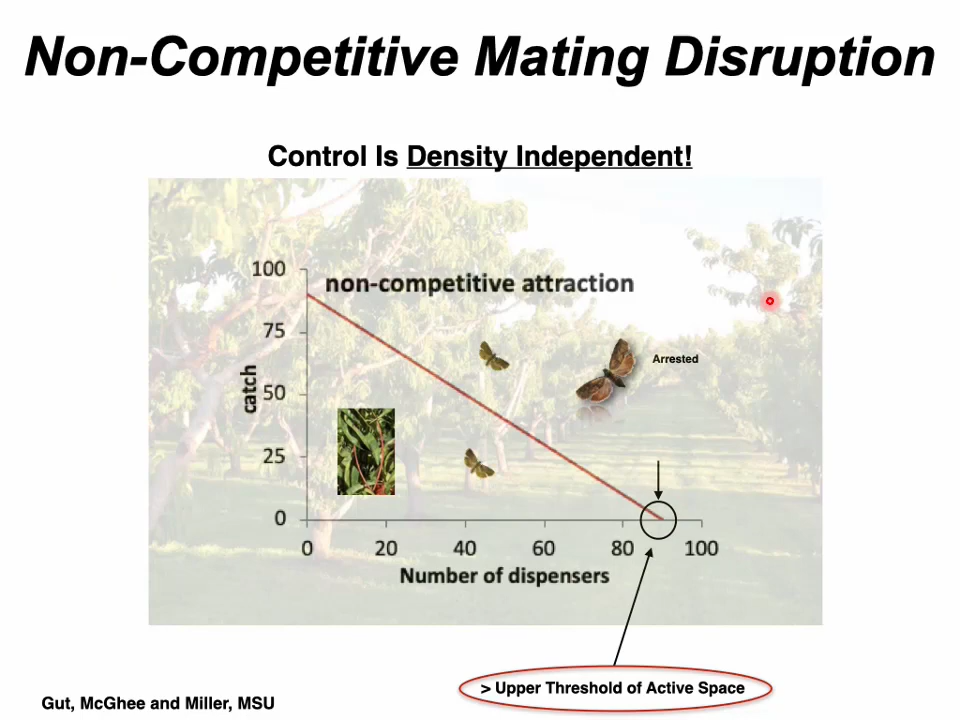 Non-Competitive Mating Disruption
Control Is Density Independent!
non-competitive attraction
100
75
50
25
0
catch
Arrested
0 20 40 60 80 100
Number of dispensers
> Upper Threshold of Active Space
Gut, McGhee and Miller, MSU